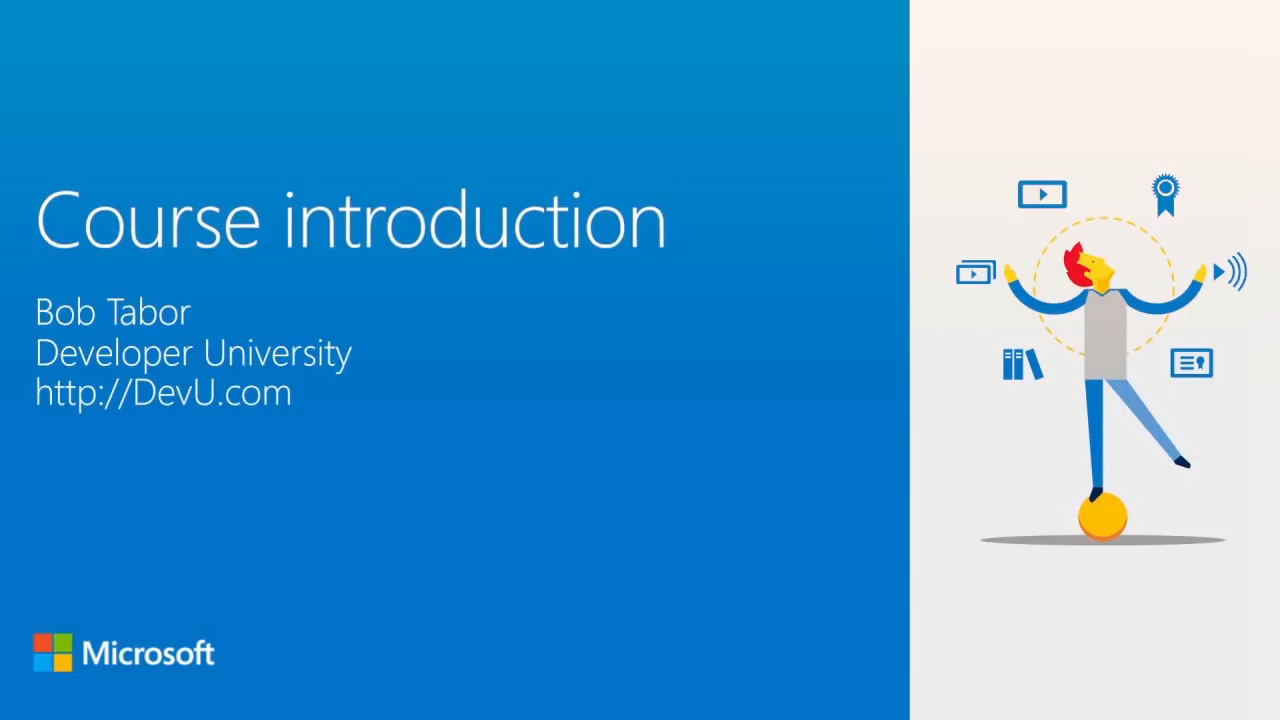 Course introduction
Bob Tabor
Developer University
http://DevU.com
Microsoft